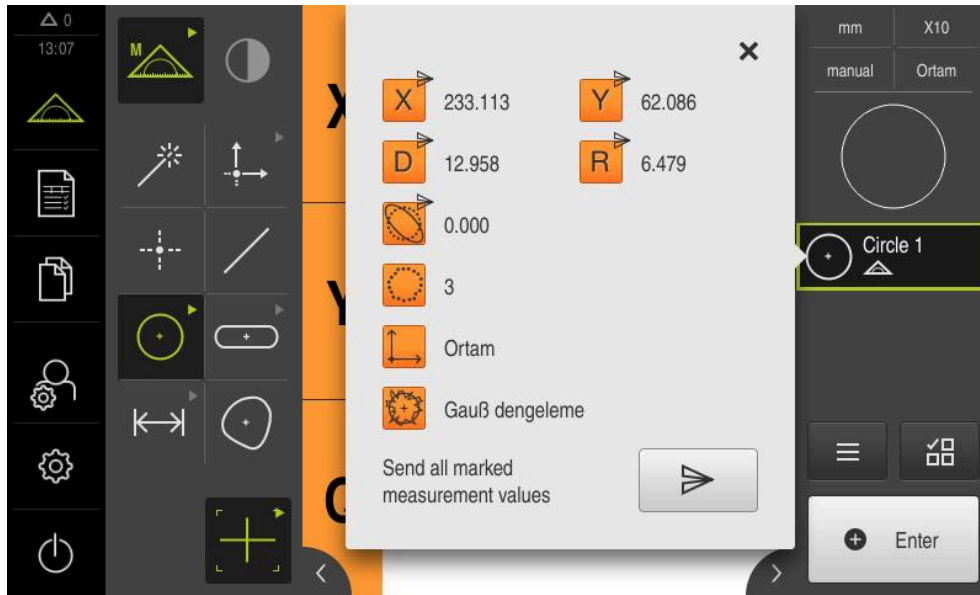 0
13:07
M
X
Y
X 233.113 Y 62.086
D 12.958 R 6.479
0.000
3
Ortam
Gauß dengeleme
Send all marked
measurement values
mm X10
manual Ortam
Circle 1
Enter